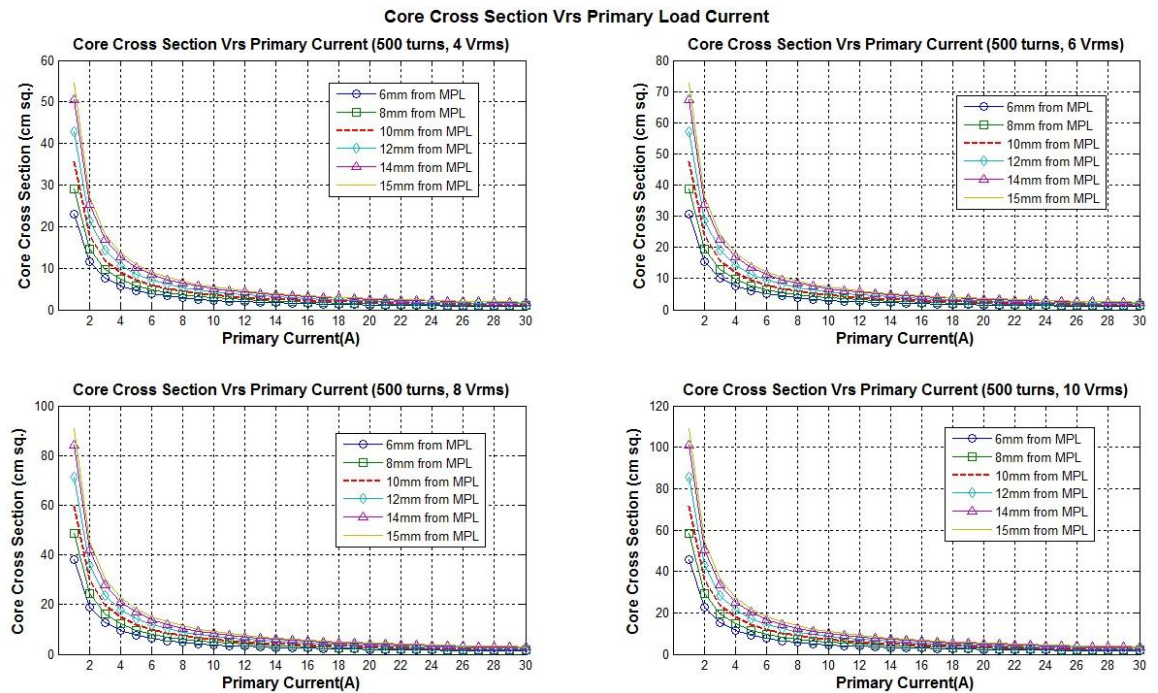 Core Cross Section Vrs Primary Load Current
Core Cross Section Vrs Primary Current (500 turns, 4 Vrms)
Core Cross Section (cm sq.)
60
50
40
30
20
10
0
6mm from MPL
8mm from MPL
10mm from MPL
12mm from MPL
14mm from MPL
15mm from MPL
2 4 6 8 10 12 14 16 18 20 22 24 26 28 30
Primary Current(A)
Core Cross Section Vrs Primary Current (500 turns, 6 Vrms)
Core Cross Section (cm sq.)
80
70
60
50
40
30
20
10
0
6mm from MPL
8mm from MPL
10mm from MPL
12mm from MPL
14mm from MPL
15mm from MPL
2 4 6 8 10 12 14 16 18 20 22 24 26 28 30
Primary Current(A)
Core Cross Section Vrs Primary Current (500 turns, 8 Vrms)
Core Cross Section (cm sq.)
100
80
60
40
20
0
6mm from MPL
8mm from MPL
10mm from MPL
12mm from MPL
14mm from MPL
15mm from MPL
2 4 6 8 10 12 14 16 18 20 22 24 26 28 30
Primary Current(A)
Core Cross Section Vrs Primary Current (500 turns, 10 Vrms)
Core Cross Section (cm sq.)
120
100
80
60
40
20
0
6mm from MPL
8mm from MPL
10mm from MPL
12mm from MPL
14mm from MPL
15mm from MPL
2 4 6 8 10 12 14 16 18 20 22 24 26 28 30
Primary Current(A)